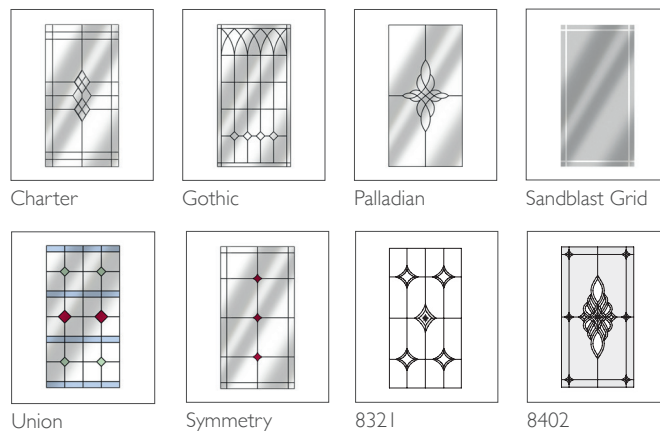 Charter
Gothic
Palladian
Sandblast Grid
Union
Symmetry
8321
8402